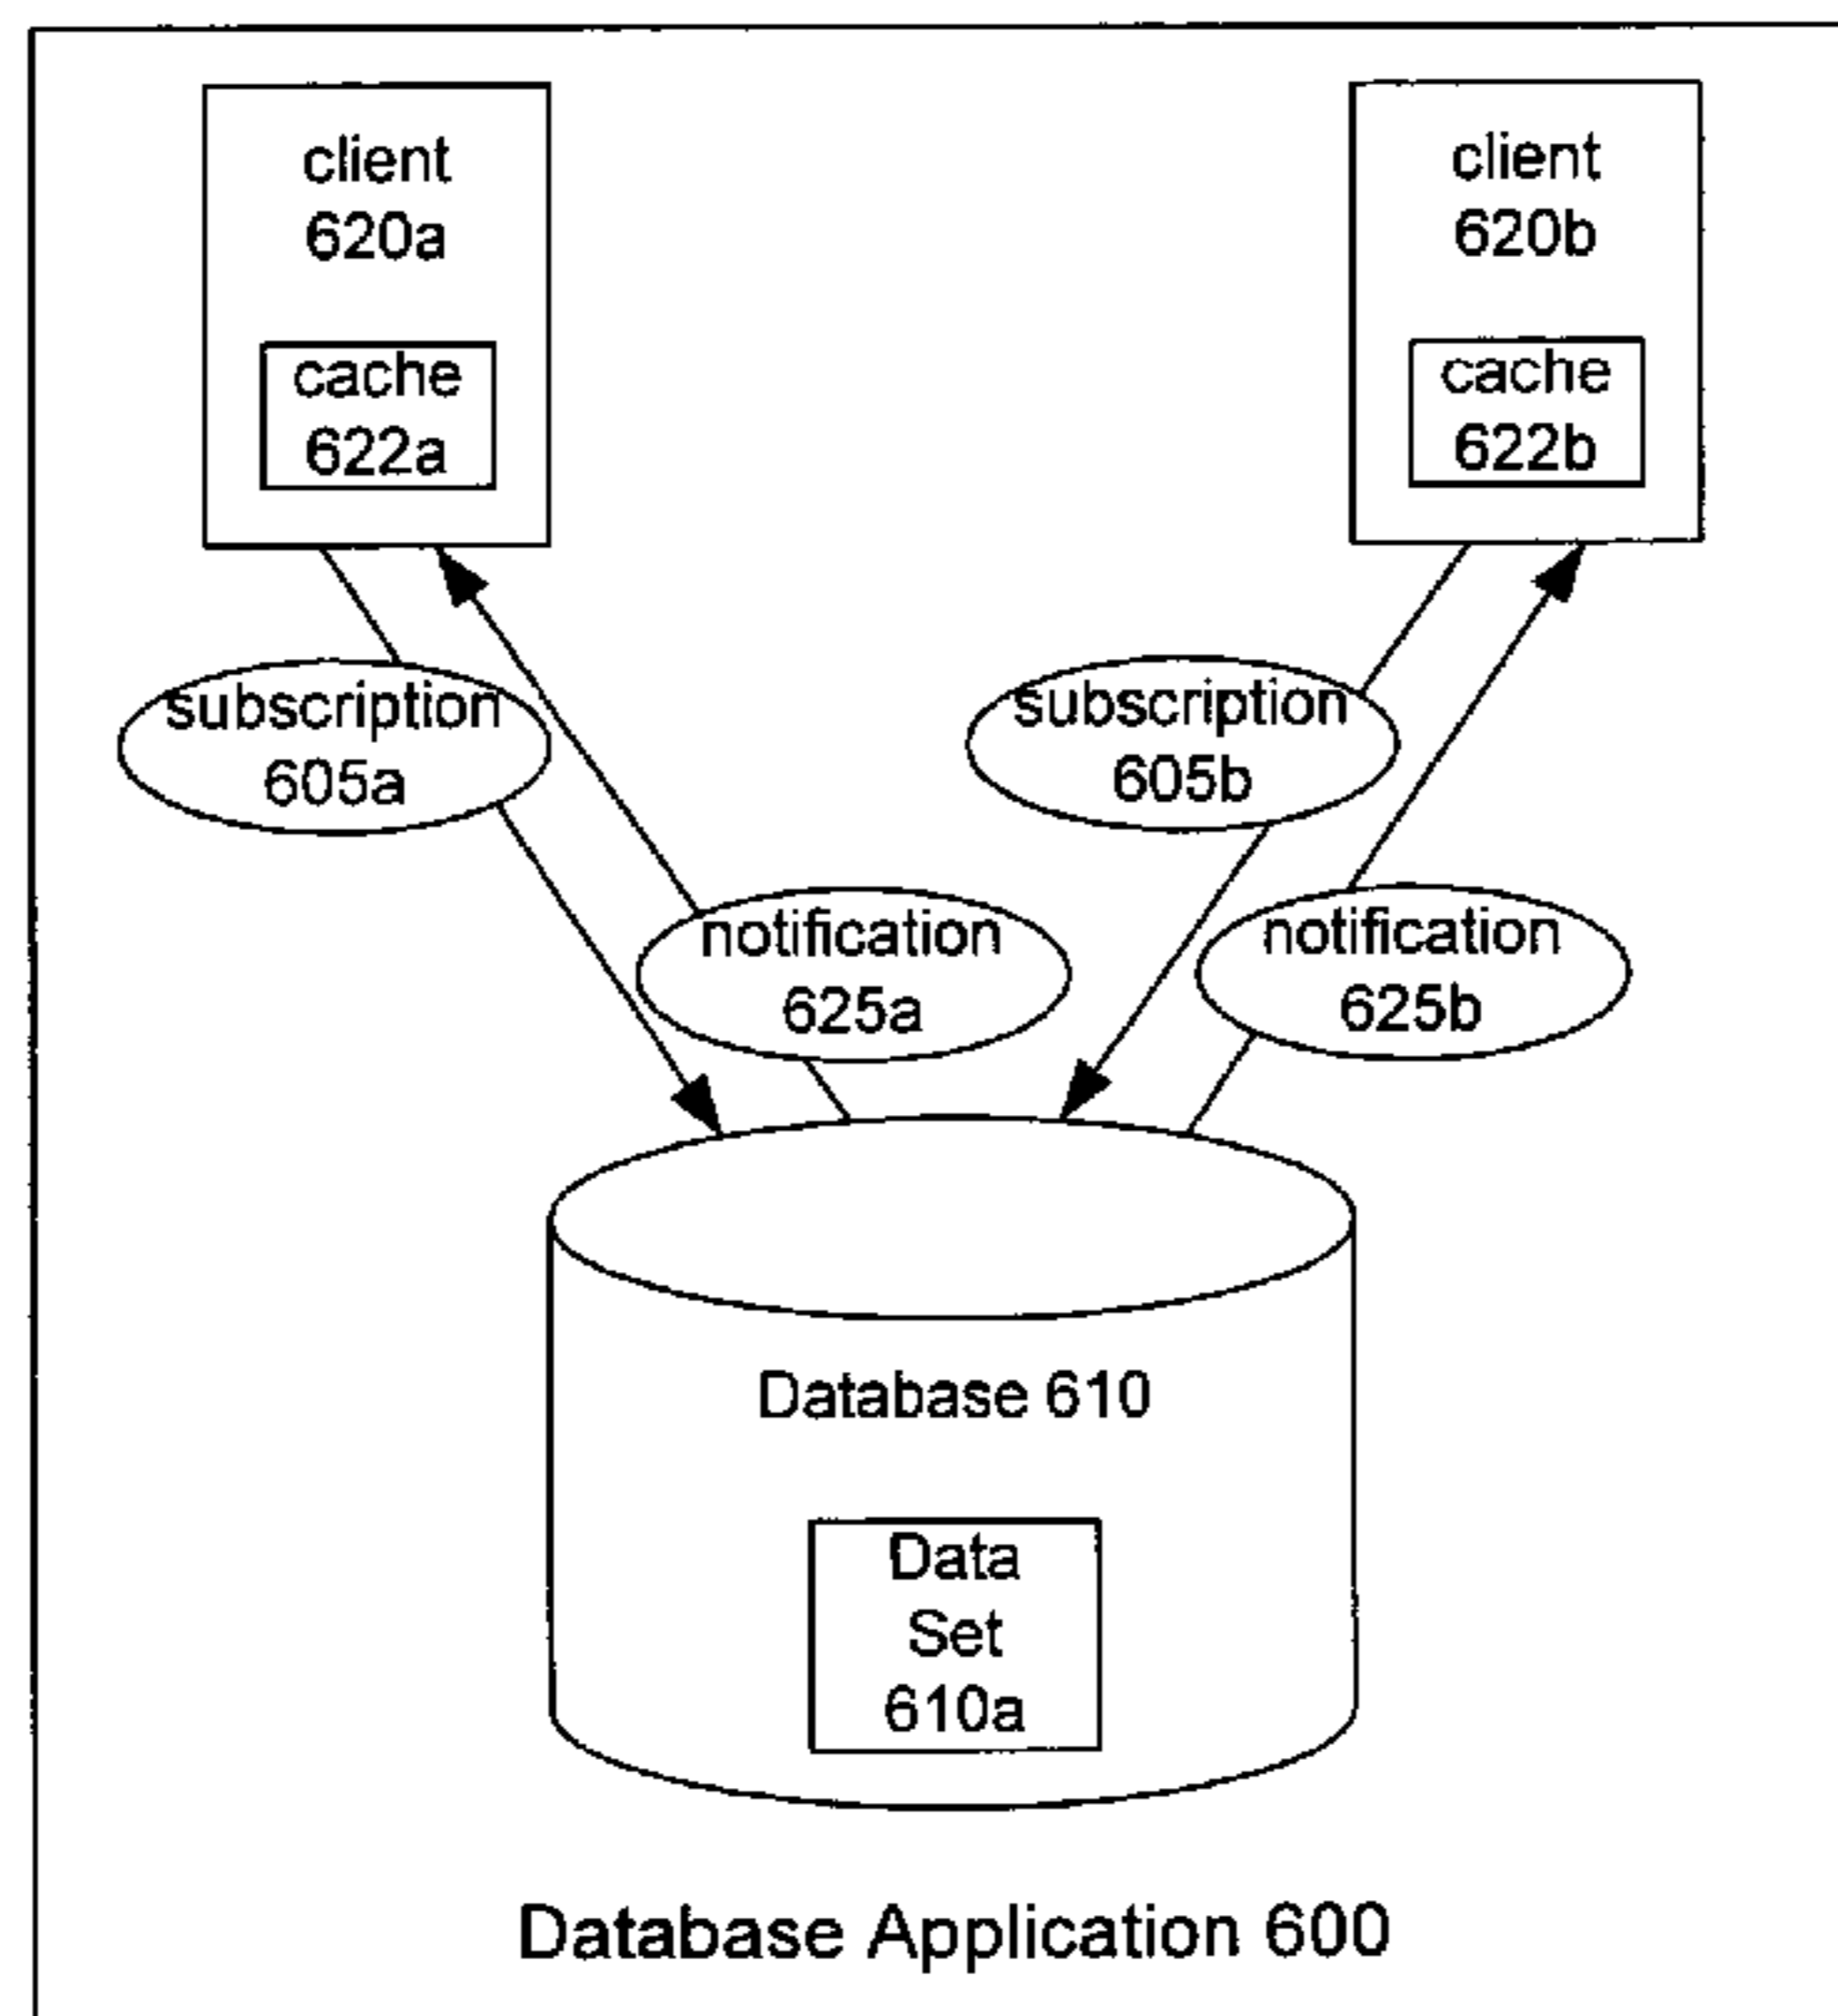 client
620a
cache
622a
client
620b
cache
622b
subscription
605a
subscription
605b
notification
625a
notification
625b
Database 610
Data
Set
610a
Database Application 600